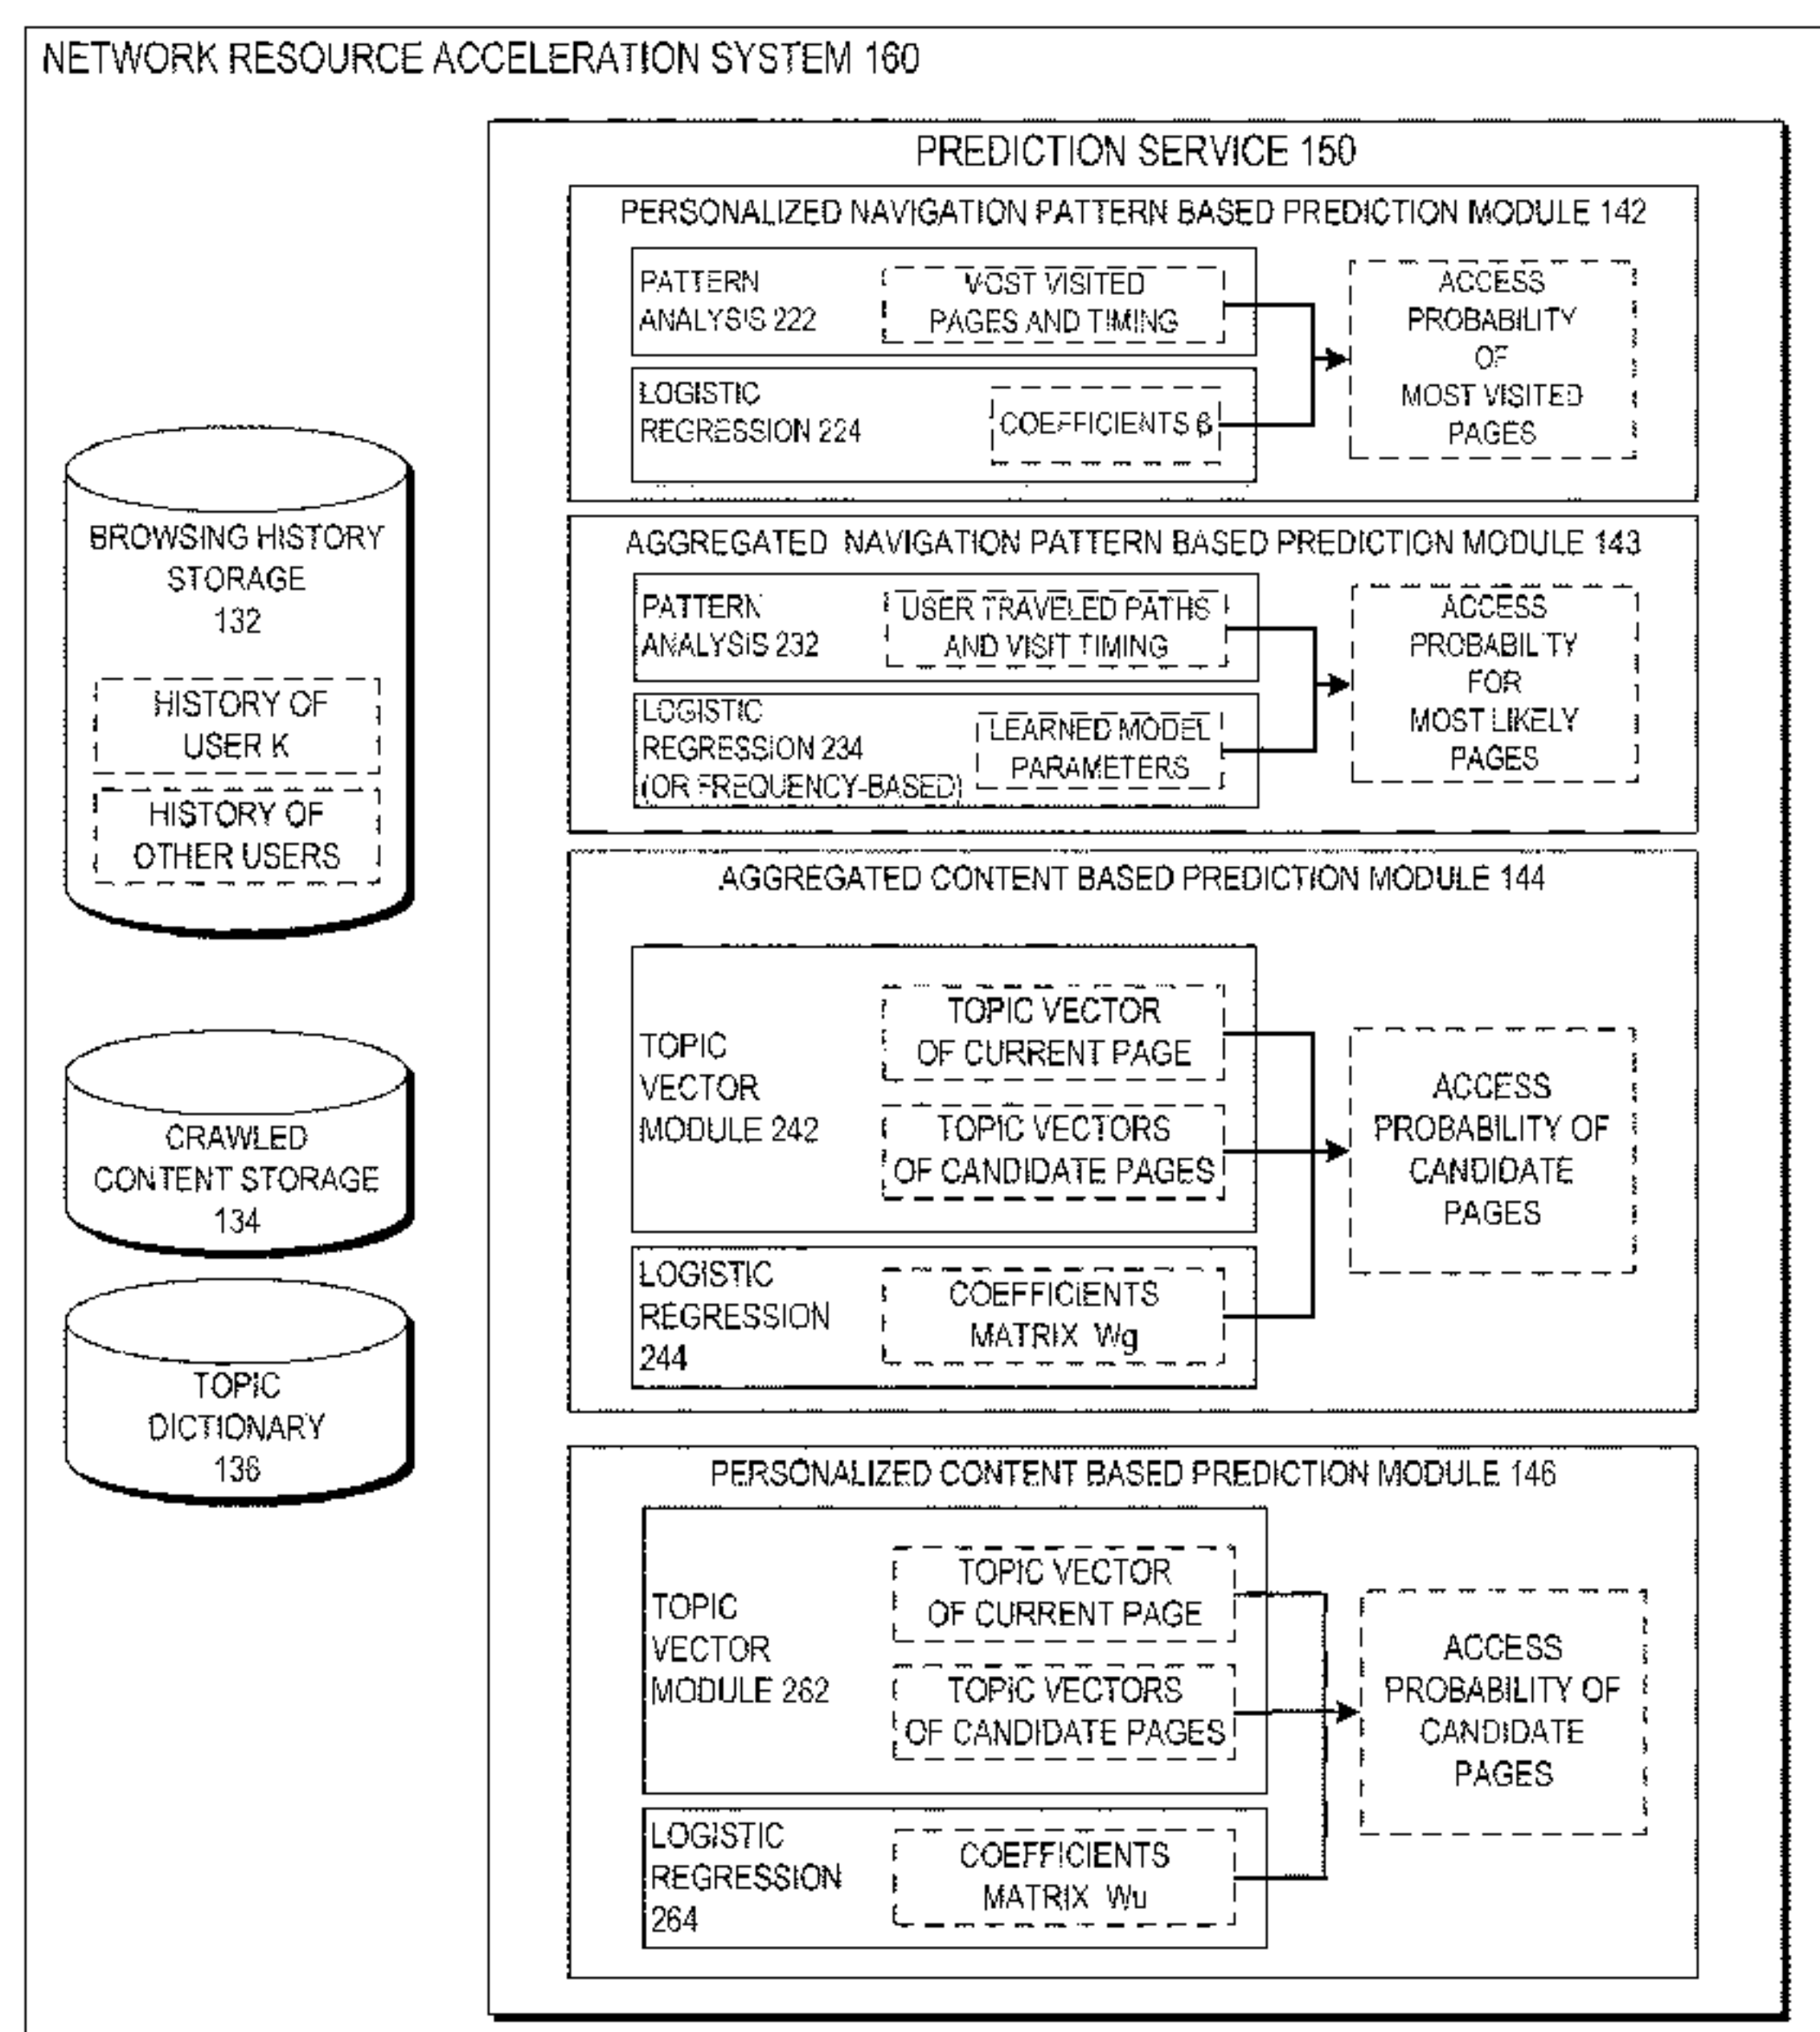 NETWORK RESOURCE ACCELERATION SYSTEM 160
BROWSING HISTORY
STORAGE
132
HISTORY OF
USER K
HISTORY OF
OTHER USERS
CRAWLED
CONTENT STORAGE
134
TOPIC
DICTIONARY
136
PREDICTION SERVICE 150
PERSONALIZED NAVIGATION PATTERN BASED PREDICTION MODULE 142
PATTERN
ANALYSIS 222
MOST VISITED
PAGES AND TIMING
LOGISTIC
REGRESSION 224
COEFFICIENTS β
ACCESS
PROBABILITY
OF
MOST VISITED
PAGES
AGGREGATED NAVIGATION PATTERN BASED PREDICTION MODULE 143
PATTERN
ANALYSIS 232
USER TRAVELED PATHS
AND VISIT TIMING
LOGISTIC
REGRESSION 234
(OR FREQUENCY-BASED)
LEARNED MODEL
PARAMETERS
ACCESS
PROBABILITY
FOR
MOST LIKELY
PAGES
AGGREGATED CONTENT BASED PREDICTION MODULE 144
TOPIC
VECTOR
MODULE 242
TOPIC VECTOR
OF CURRENT PAGE
TOPIC VECTORS
OF CANDIDATE PAGES
LOGISTIC
REGRESSION
244
COEFFICIENTS
MATRIX Wg
ACCESS
PROBABILITY OF
CANDIDATE
PAGES
PERSONALIZED CONTENT BASED PREDICTION MODULE 146
TOPIC
VECTOR
MODULE 262
TOPIC VECTOR
OF CURRENT PAGE
TOPIC VECTORS
OF CANDIDATE PAGES
LOGISTIC
REGRESSION
264
COEFFICIENTS
MATRIX Wu
ACCESS
PROBABILITY OF
CANDIDATE
PAGES